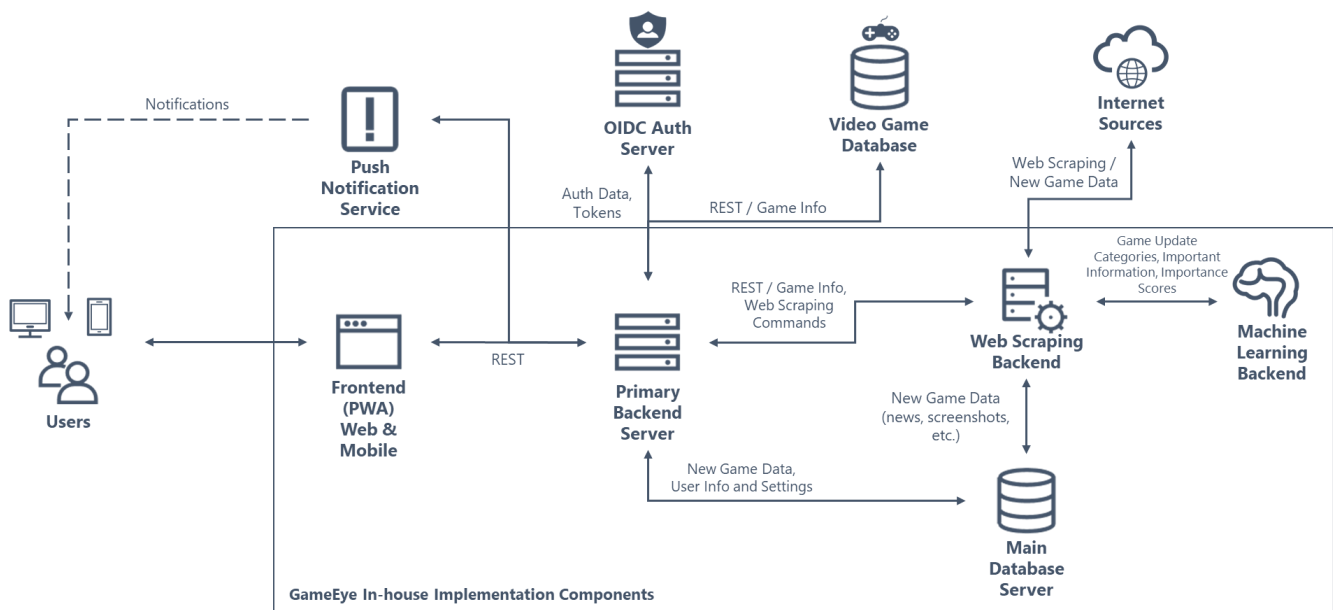 Notifications
Push
Notification
Service
OIDC Auth
Server
Video Game
Database
Internet
Sources
Auth Data,
Tokens
REST / Game Info
Web Scraping /
New Game Data
Game Update
Categories, Important
Information, Importance
Scores
REST / Game Info,
Web Scraping
Commands
Users
Frontend
(PWA)
Web &
Mobile
REST
Primary
Backend
Server
Web Scraping
Backend
Machine
Learning
Backend
New Game Data
(news, screenshots,
etc.)
New Game Data,
User Info and Settings
Main
Database
Server
GameEye In-house Implementation Components